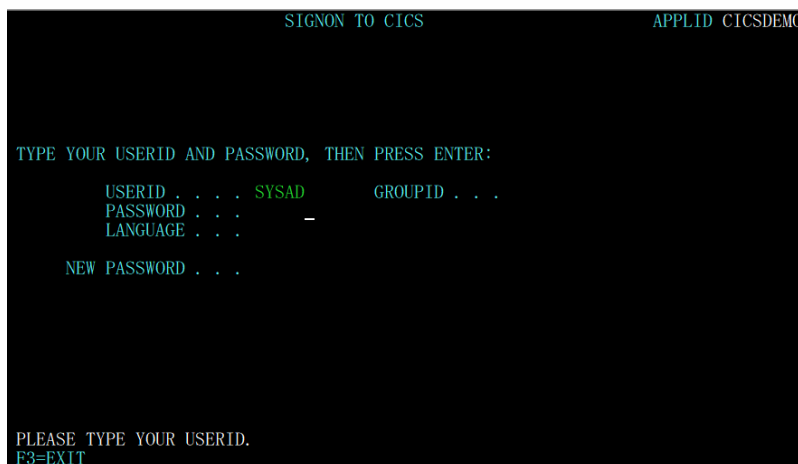 SIGNON TO CICS APPLID CICSDEMO
TYPE YOUR USERID AND PASSWORD, THEN PRESS ENTER:
USERID . . . . SYSAD GROUPID . . .
PASSWORD . . . _
LANGUAGE . . .
NEW PASSWORD . . .
PLEASE TYPE YOUR USERID.
F3=EXIT